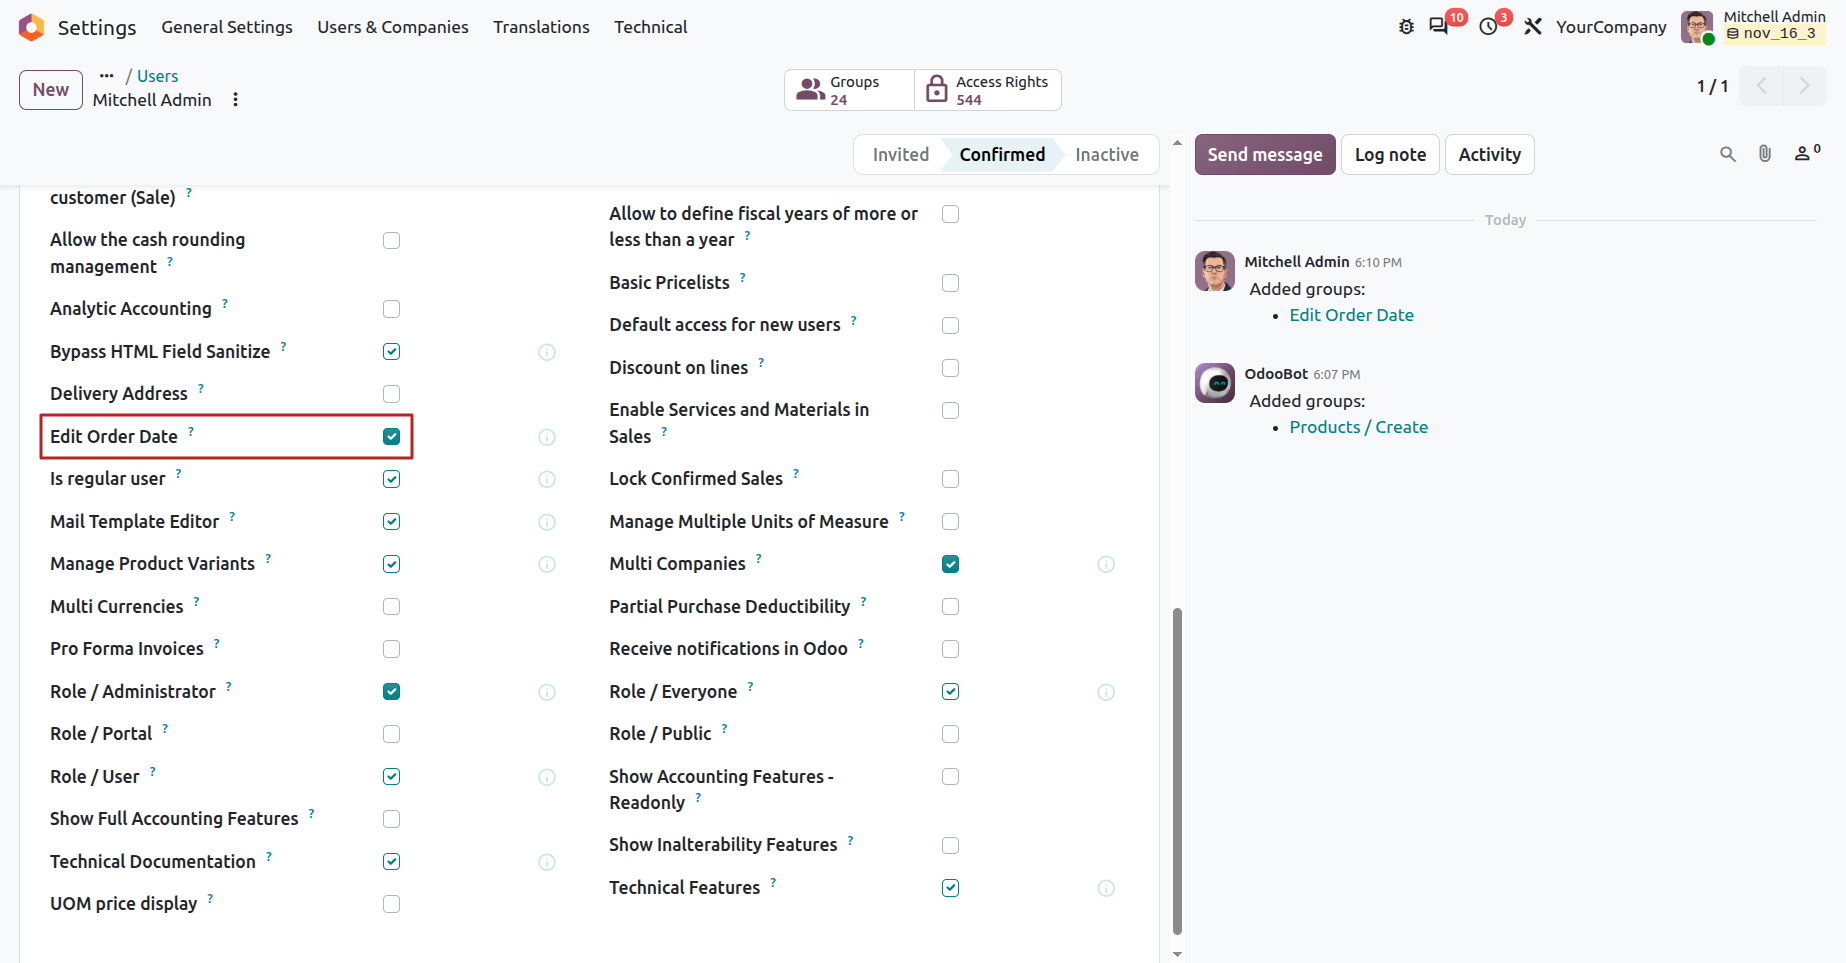 Settings
General Settings
Users & Companies
Translations
Technical
10
3
YourCompany
Mitchell Admin
nov_16_3
New
... / Users
Mitchell Admin
Groups
24
Access Rights
544
1 / 1
Invited
Confirmed
Inactive
Send message
Log note
Activity
0
customer (Sale) ?
Allow the cash rounding
management ?
Analytic Accounting ?
Bypass HTML Field Sanitize ?
Delivery Address ?
Edit Order Date ?
Is regular user ?
Mail Template Editor ?
Manage Product Variants ?
Multi Currencies ?
Pro Forma Invoices ?
Role / Administrator ?
Role / Portal ?
Role / User ?
Show Full Accounting Features ?
Technical Documentation ?
UOM price display ?
Allow to define fiscal years of more or
less than a year ?
Basic Pricelists ?
Default access for new users ?
Discount on lines ?
Enable Services and Materials in
Sales ?
Lock Confirmed Sales ?
Manage Multiple Units of Measure ?
Multi Companies ?
Partial Purchase Deductibility ?
Receive notifications in Odoo ?
Role / Everyone ?
Role / Public ?
Show Accounting Features -
Readonly ?
Show Inalterability Features ?
Technical Features ?
Today
Mitchell Admin 6:10 PM
Added groups:
• Edit Order Date
OdooBot 6:07 PM
Added groups:
• Products / Create